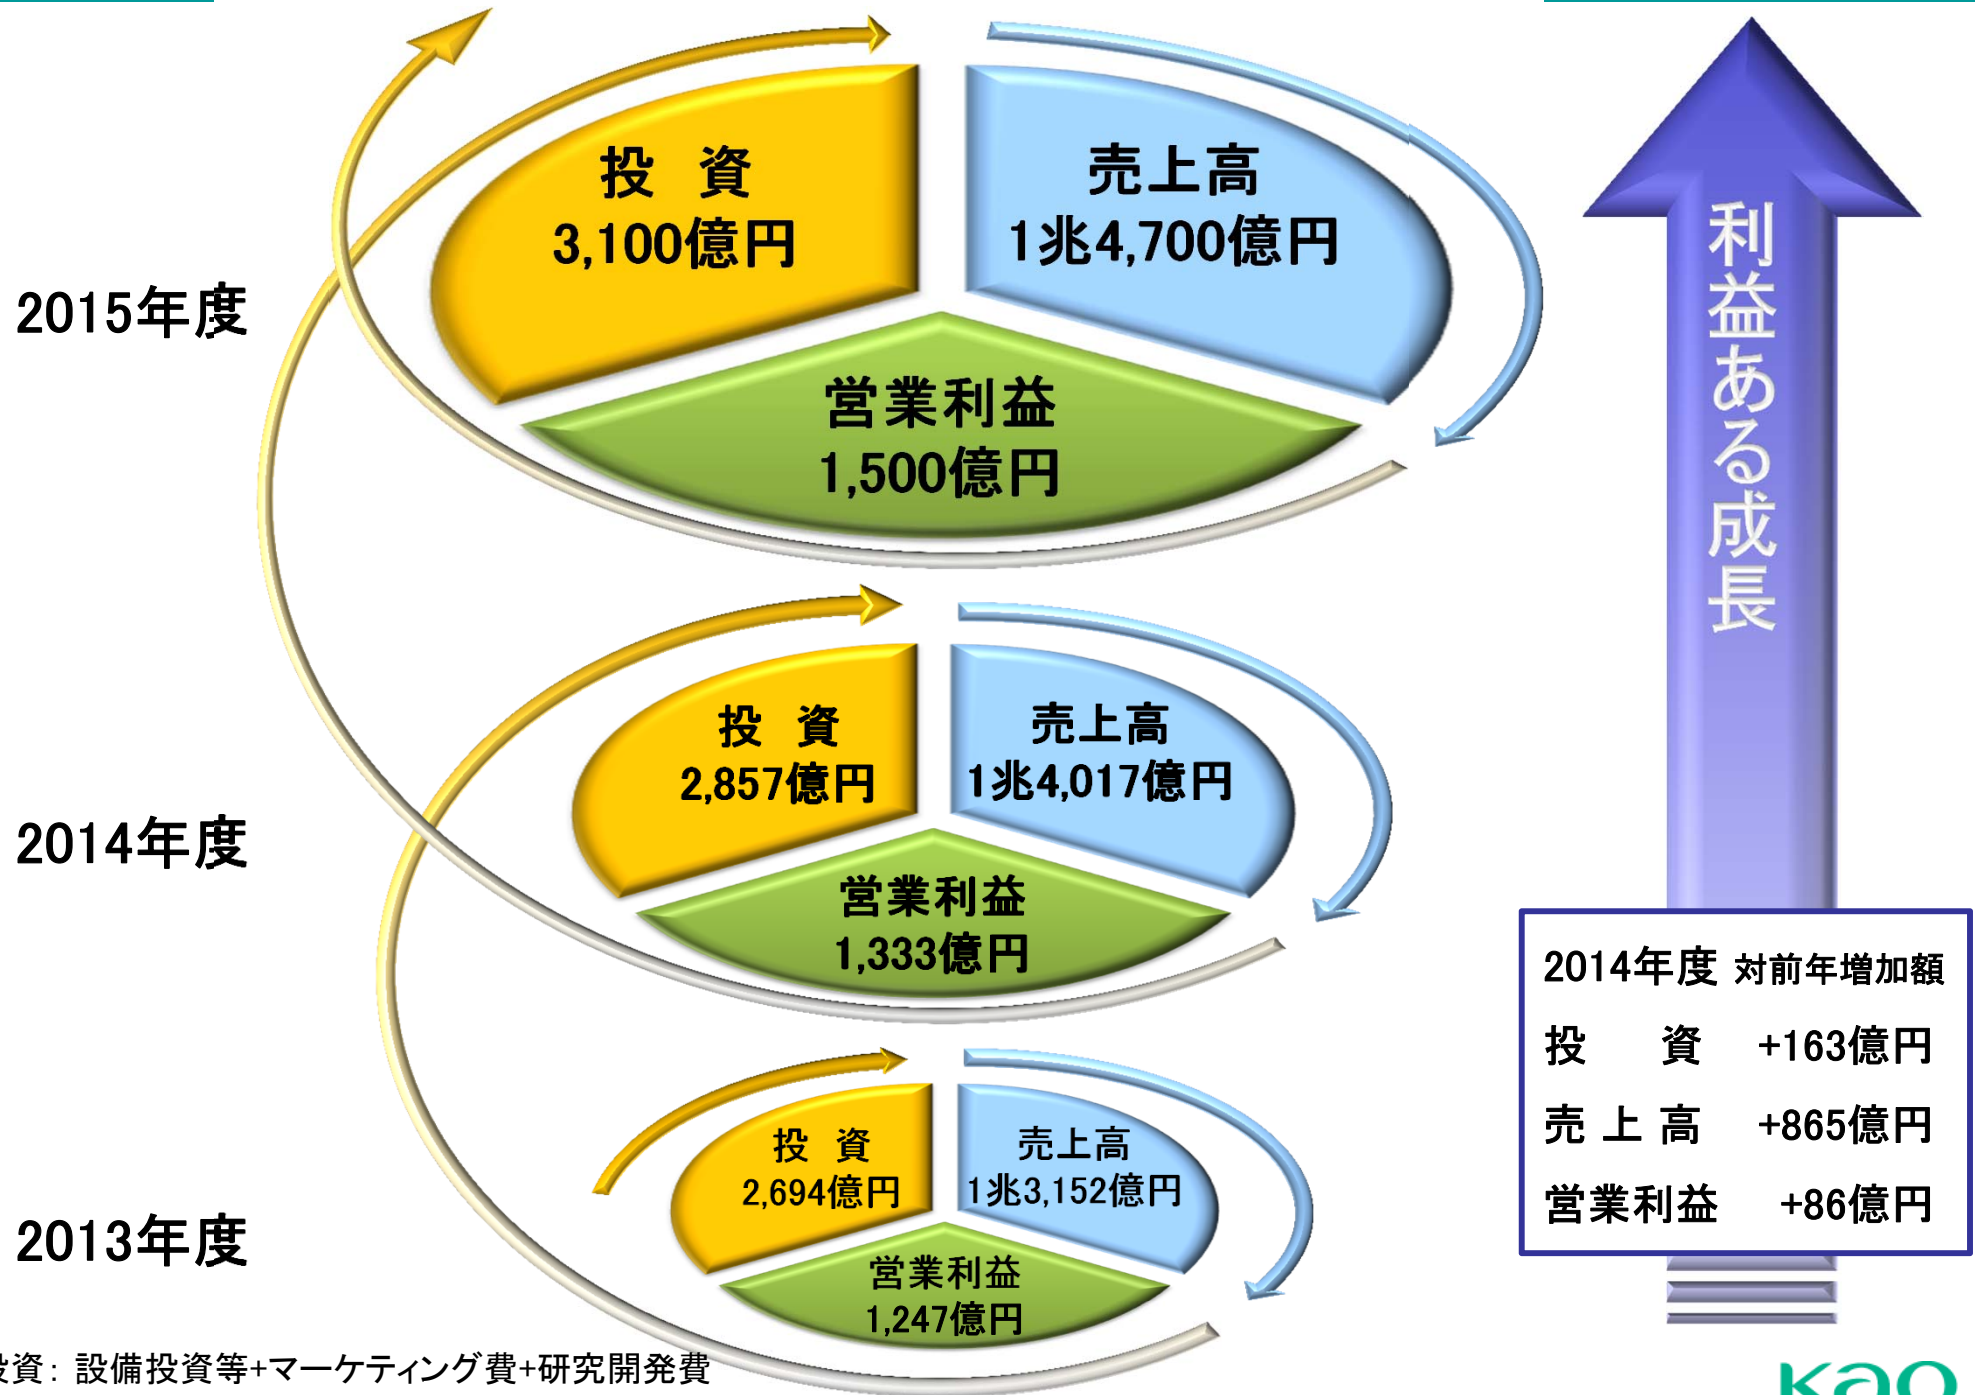 2015年度
投 資
3,100億円
売上高
1兆4,700億円
営業利益
1,500億円
利益ある成長
2014年度
投 資
2,857億円
売上高
1兆4,017億円
営業利益
1,333億円
2014年度 対前年増加額
投 資 +163億円
売上高 +865億円
営業利益 +86億円
2013年度
投 資
2,694億円
売上高
1兆3,152億円
営業利益
1,247億円
投資: 設備投資等+マーケティング費+研究開発費
Kao